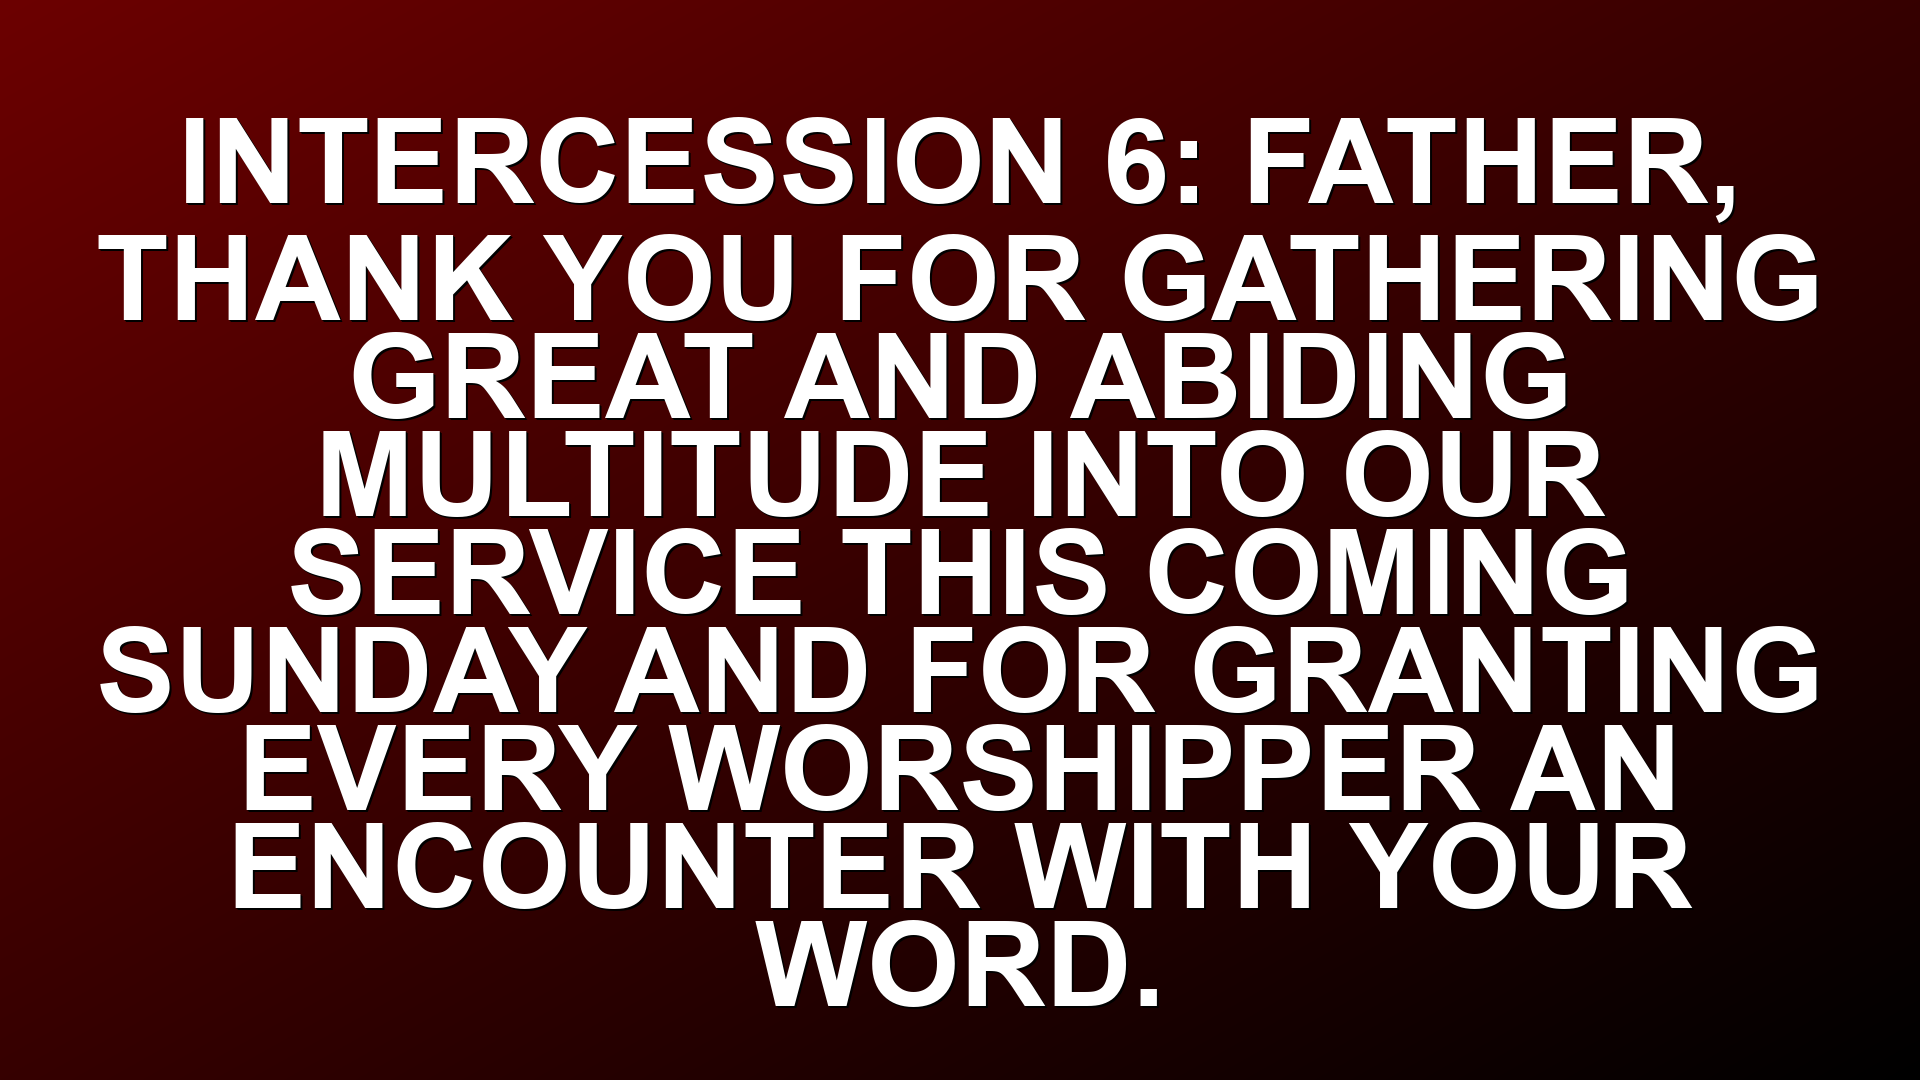 INTERCESSION 6: FATHER,
THANK YOU FOR GATHERING
GREAT AND ABIDING
MULTITUDE INTO OUR
SERVICE THIS COMING
SUNDAY AND FOR GRANTING
EVERY WORSHIPPER AN
ENCOUNTER WITH YOUR
WORD.